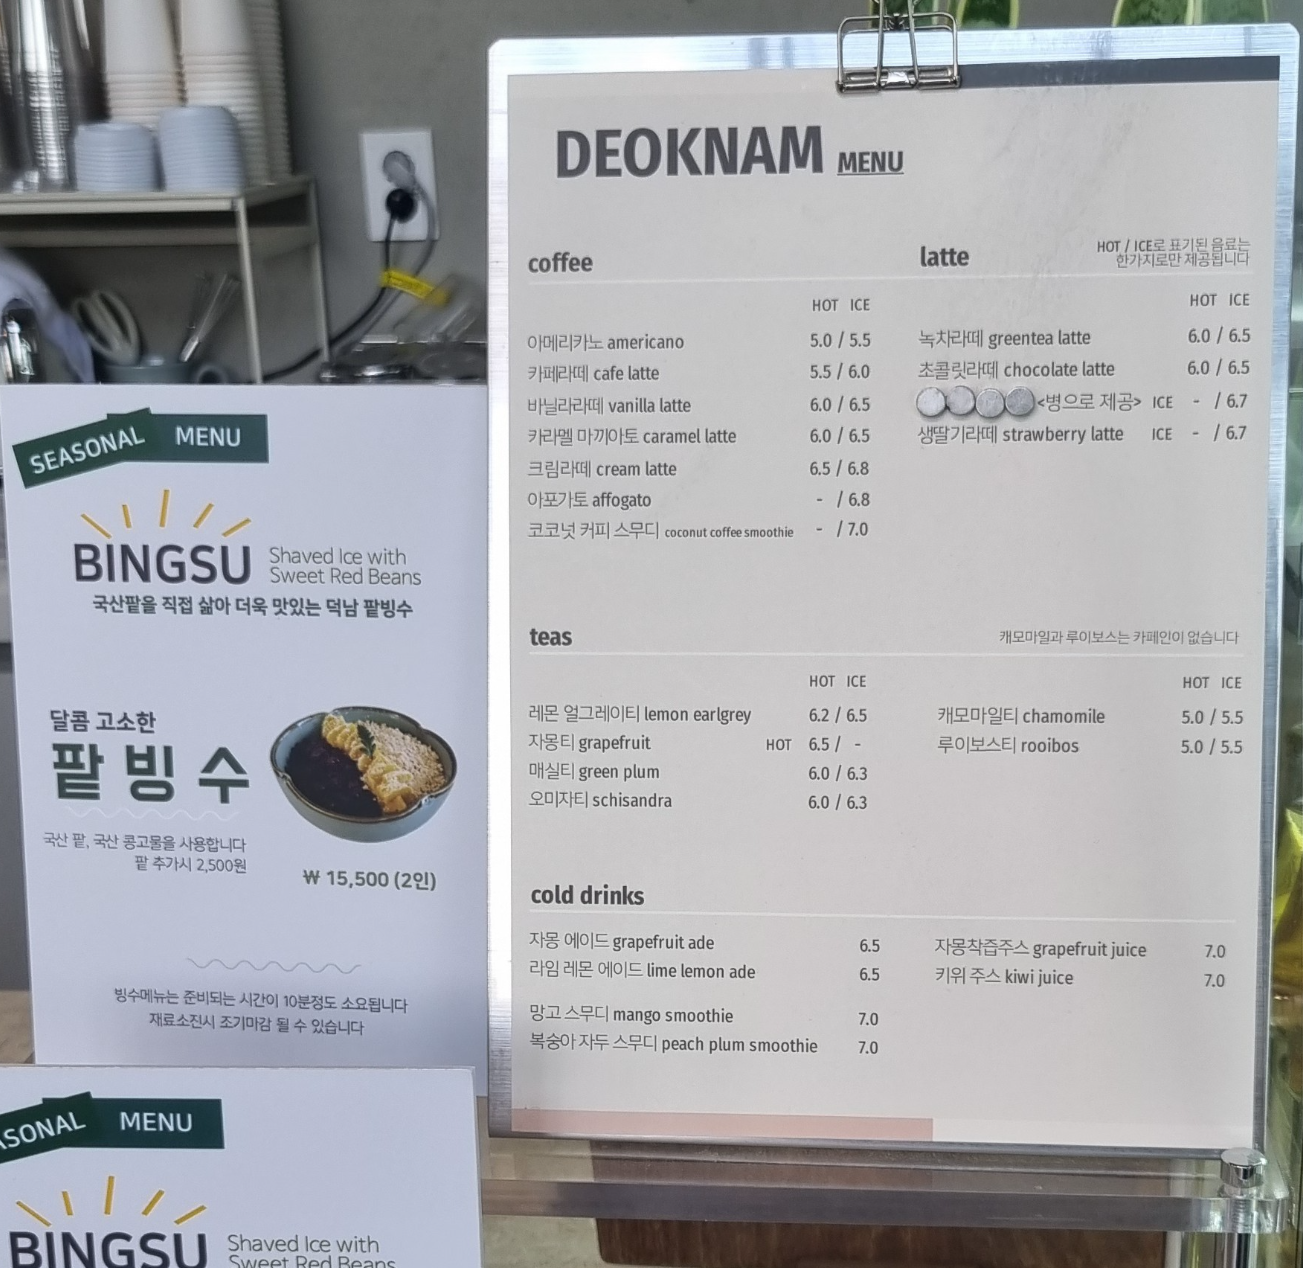 DEOKNAM MENU
coffee
HOT ICE
아메리카노 americano 5.0 / 5.5
카페라떼 cafe latte 5.5 / 6.0
바닐라라떼 vanilla latte 6.0 / 6.5
카라멜 마끼아토 caramel latte 6.0 / 6.5
크림라떼 cream latte 6.5 / 6.8
아포가토 affogato - / 6.8
코코넛 커피 스무디 coconut coffee smoothie - / 7.0
latte
HOT / ICE로 표기된 음료는
한가지로만 제공됩니다
HOT ICE
녹차라떼 greentea latte 6.0 / 6.5
초콜릿라떼 chocolate latte 6.0 / 6.5
<병으로 제공> ICE - / 6.7
생딸기라떼 strawberry latte ICE - / 6.7
teas
캐모마일과 루이보스는 카페인이 없습니다
HOT ICE
레몬 얼그레이티 lemon earlgrey 6.2 / 6.5
자몽티 grapefruit HOT 6.5 / -
매실티 green plum 6.0 / 6.3
오미자티 schisandra 6.0 / 6.3
HOT ICE
캐모마일티 chamomile 5.0 / 5.5
루이보스티 rooibos 5.0 / 5.5
cold drinks
자몽 에이드 grapefruit ade 6.5
라임 레몬 에이드 lime lemon ade 6.5
망고 스무디 mango smoothie 7.0
복숭아 자두 스무디 peach plum smoothie 7.0
자몽착즙주스 grapefruit juice 7.0
키위 주스 kiwi juice 7.0
SEASONAL MENU
BINGSU Shaved Ice with
Sweet Red Beans
국산팥을 직접 삶아 더욱 맛있는 덕남 팥빙수
달콤 고소한
팥빙수
국산 팥, 국산 콩고물을 사용합니다
팥 추가시 2,500원
₩ 15,500 (2인)
빙수메뉴는 준비되는 시간이 10분정도 소요됩니다
재료소진시 조기마감 될 수 있습니다
ASONAL MENU
BINGSU Shaved Ice with
Sweet Red Beans